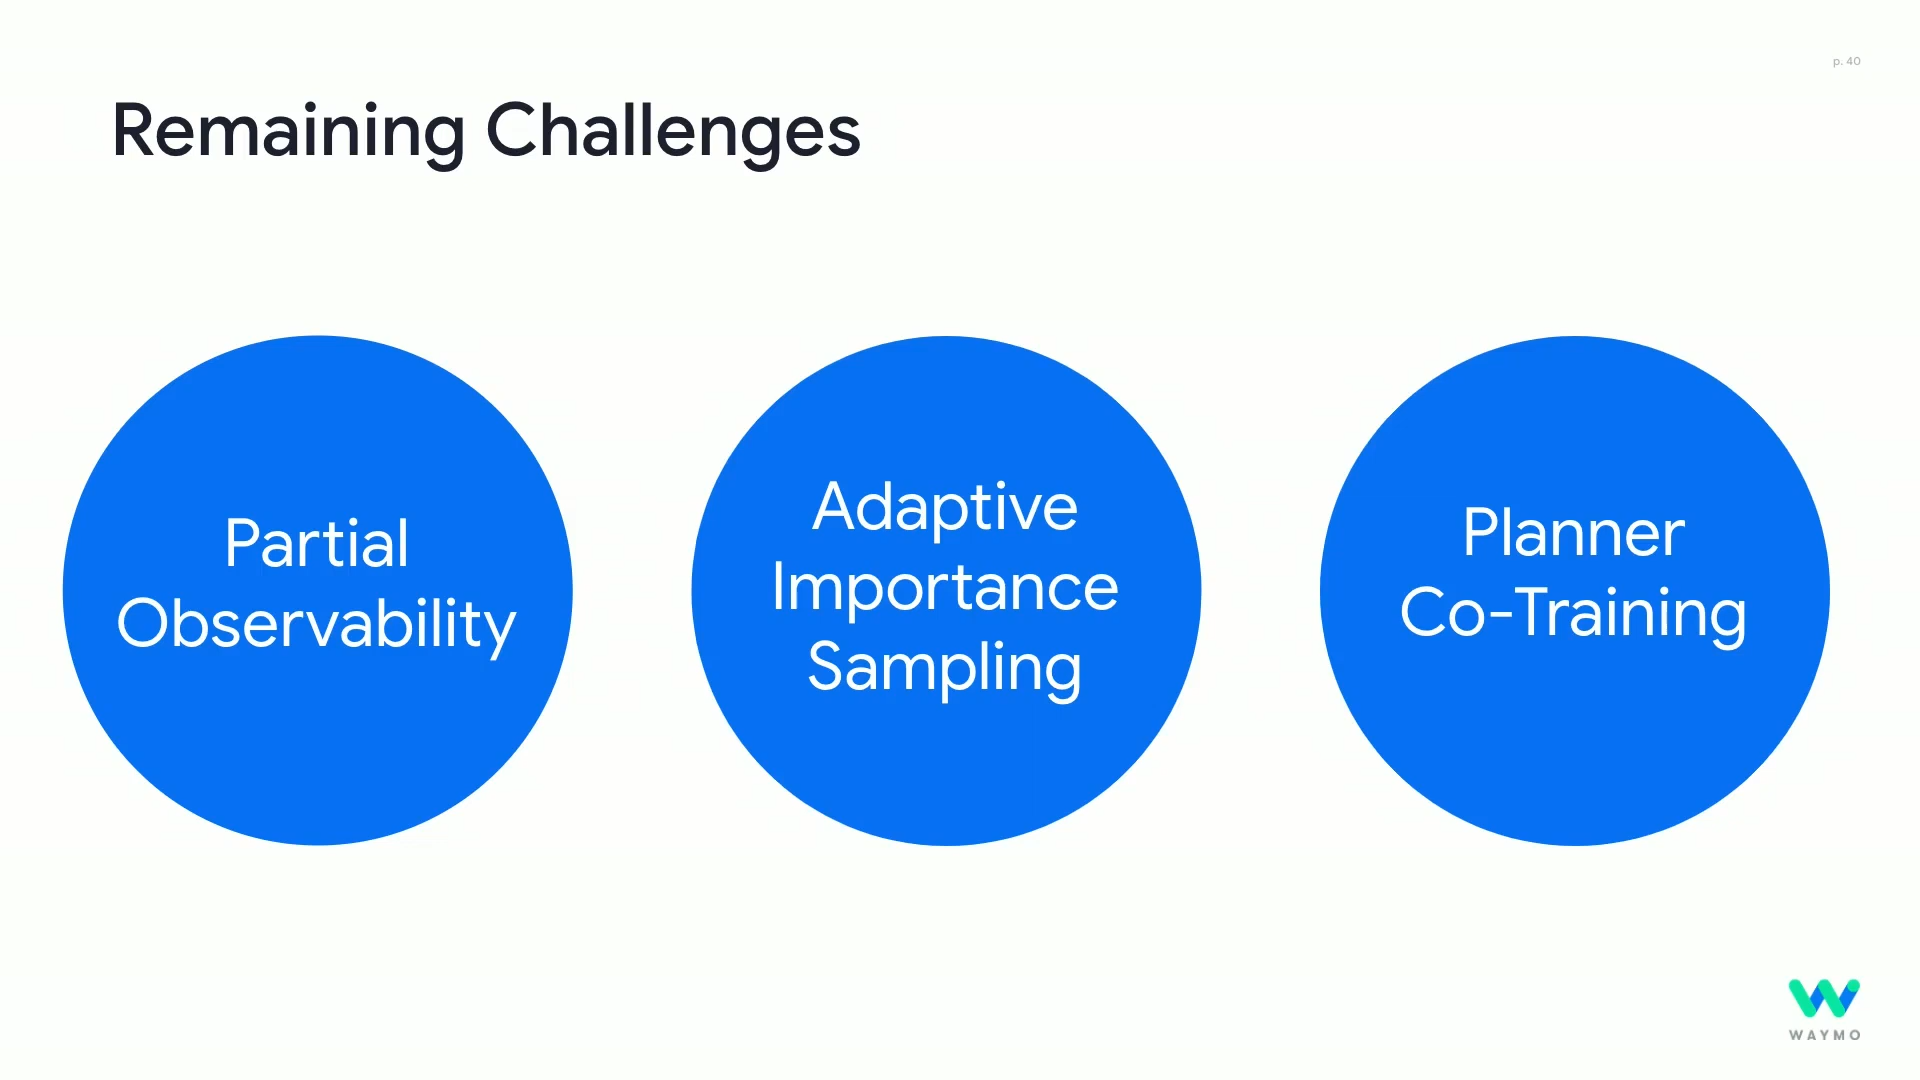 p. 40
Remaining Challenges
Partial
Observability
Adaptive
Importance
Sampling
Planner
Co-Training
WAYMO